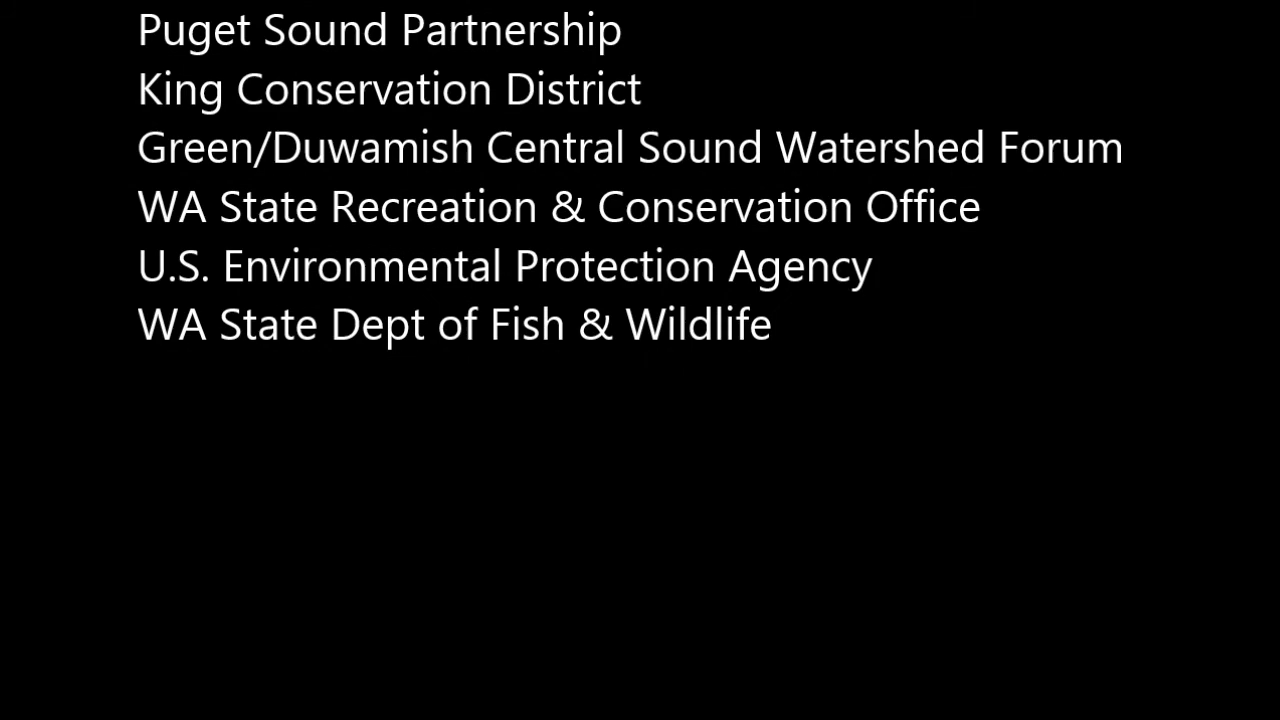 Puget Sound Partnership
King Conservation District
Green/Duwamish Central Sound Watershed Forum
WA State Recreation & Conservation Office
U.S. Environmental Protection Agency
WA State Dept of Fish & Wildlife